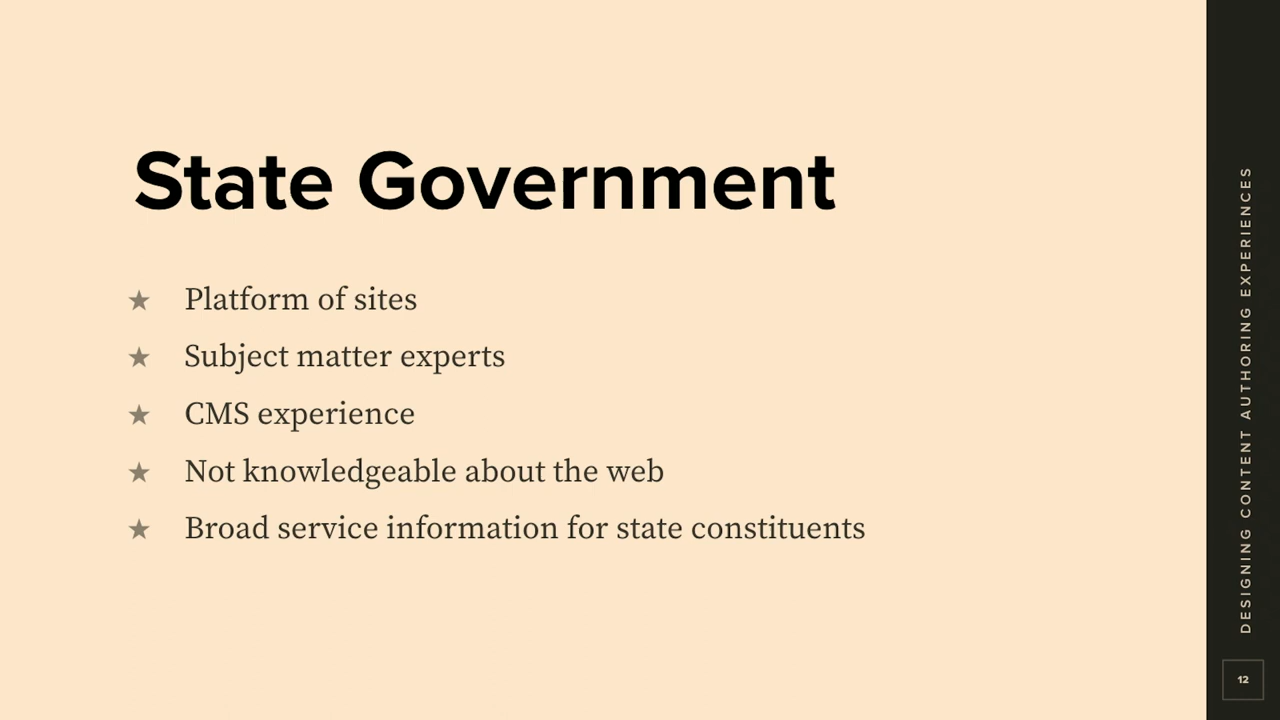 State Government
★ Platform of sites
★ Subject matter experts
★ CMS experience
★ Not knowledgeable about the web
★ Broad service information for state constituents
DESIGNING CONTENT AUTHORING EXPERIENCES
12